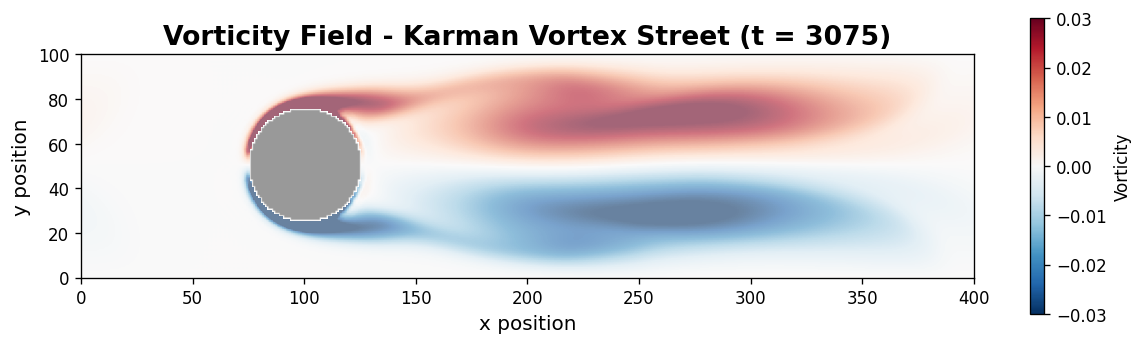 Vorticity Field - Karman Vortex Street (t = 3075)
100
80
60
40
20
0
y position
0 50 100 150 200 250 300 350 400
x position
0.03
0.02
0.01
0.00
−0.01
−0.02
−0.03
Vorticity